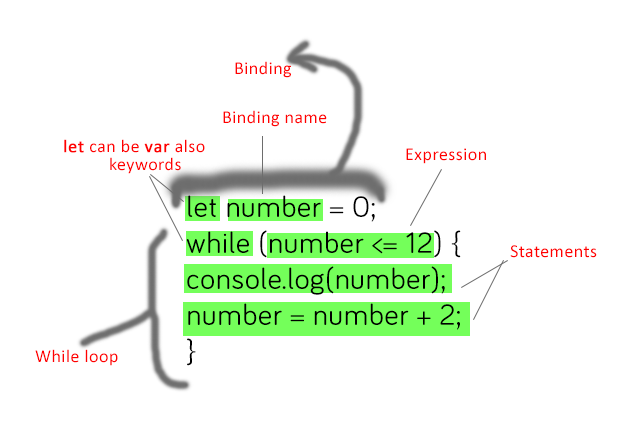 Binding
Binding name
let can be var also
keywords
Expression
let number = 0;
while (number <= 12) {
Statements
console.log(number);
number = number + 2;
While loop
}